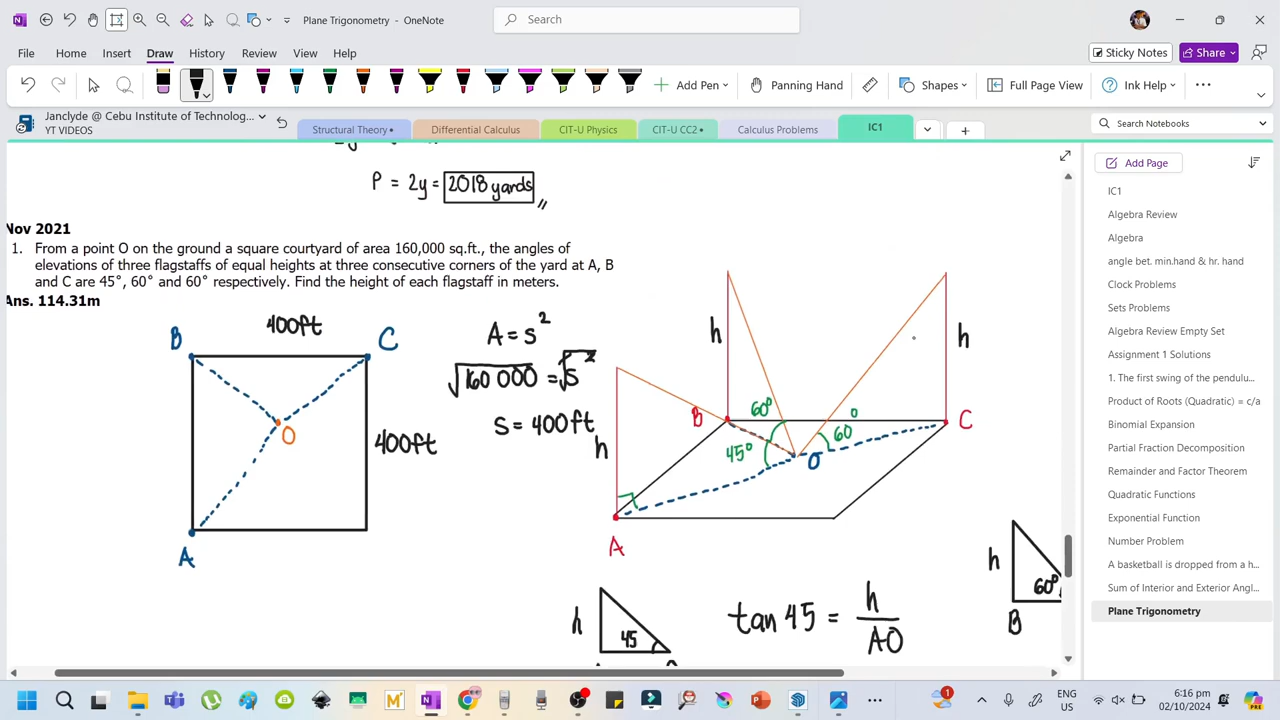 Plane Trigonometry - OneNote
Search
File Home Insert Draw History Review View Help
Sticky Notes
Share
Add Pen
Panning Hand
Shapes
Full Page View
Ink Help
Janclyde @ Cebu Institute of Technolog...
YT VIDEOS
Structural Theory
Differential Calculus
CIT-U Physics
CIT-U CC2
Calculus Problems
IC1
Search Notebooks
Add Page
IC1
Algebra Review
Algebra
angle bet. min.hand & hr. hand
Clock Problems
Sets Problems
Algebra Review Empty Set
Assignment 1 Solutions
1. The first swing of the pendulu...
Product of Roots (Quadratic) = c/a
Binomial Expansion
Partial Fraction Decomposition
Remainder and Factor Theorem
Quadratic Functions
Exponential Function
Number Problem
A basketball is dropped from a h...
Sum of Interior and Exterior Angl...
Plane Trigonometry
P = 2y = 2018 yards
Nov 2021
1. From a point O on the ground a square courtyard of area 160,000 sq.ft., the angles of
elevations of three flagstaffs of equal heights at three consecutive corners of the yard at A, B
and C are 45°, 60° and 60° respectively. Find the height of each flagstaff in meters.
Ans. 114.31m
400ft
B
C
O
400ft
A
A = s²
√160 000 = √s²
s = 400ft
h
h
h
B
60°
45°
60°
O
C
A
h
45
tan 45 = h/AO
h
60°
B
ENG
US
6:16 pm
02/10/2024
1